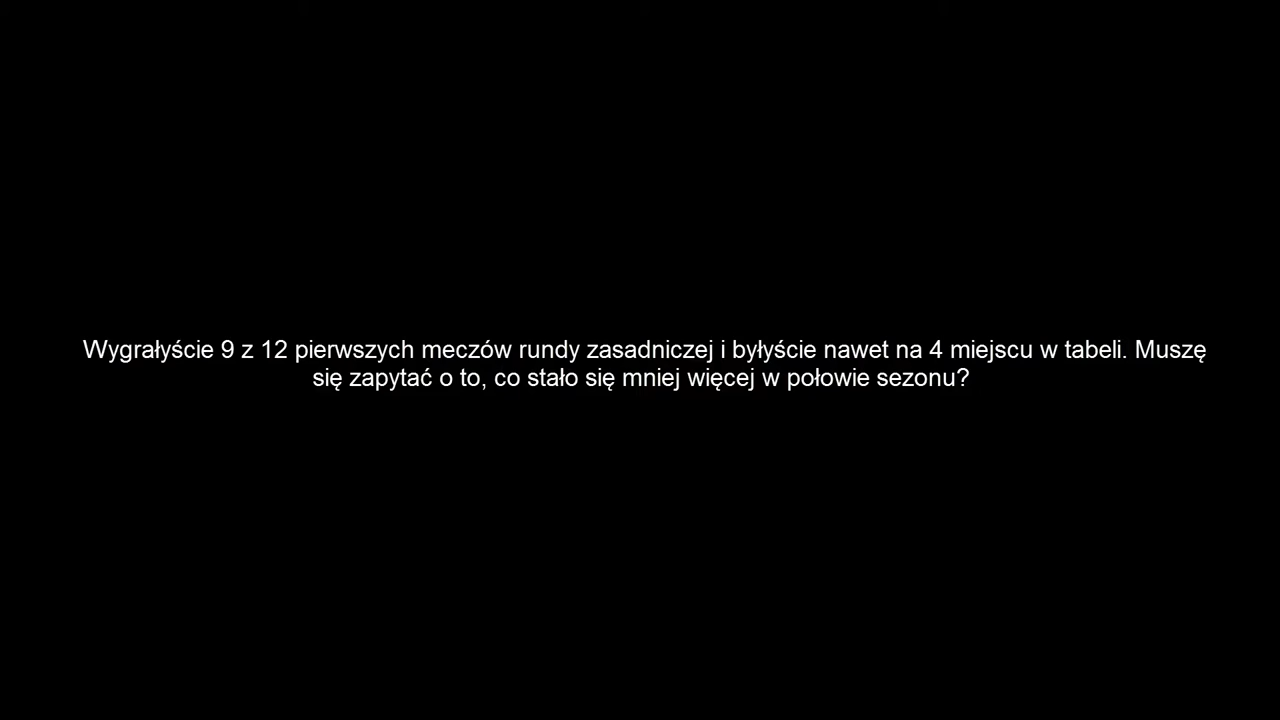 Wygrałyście 9 z 12 pierwszych meczów rundy zasadniczej i byłyście nawet na 4 miejscu w tabeli. Muszę
się zapytać o to, co stało się mniej więcej w połowie sezonu?